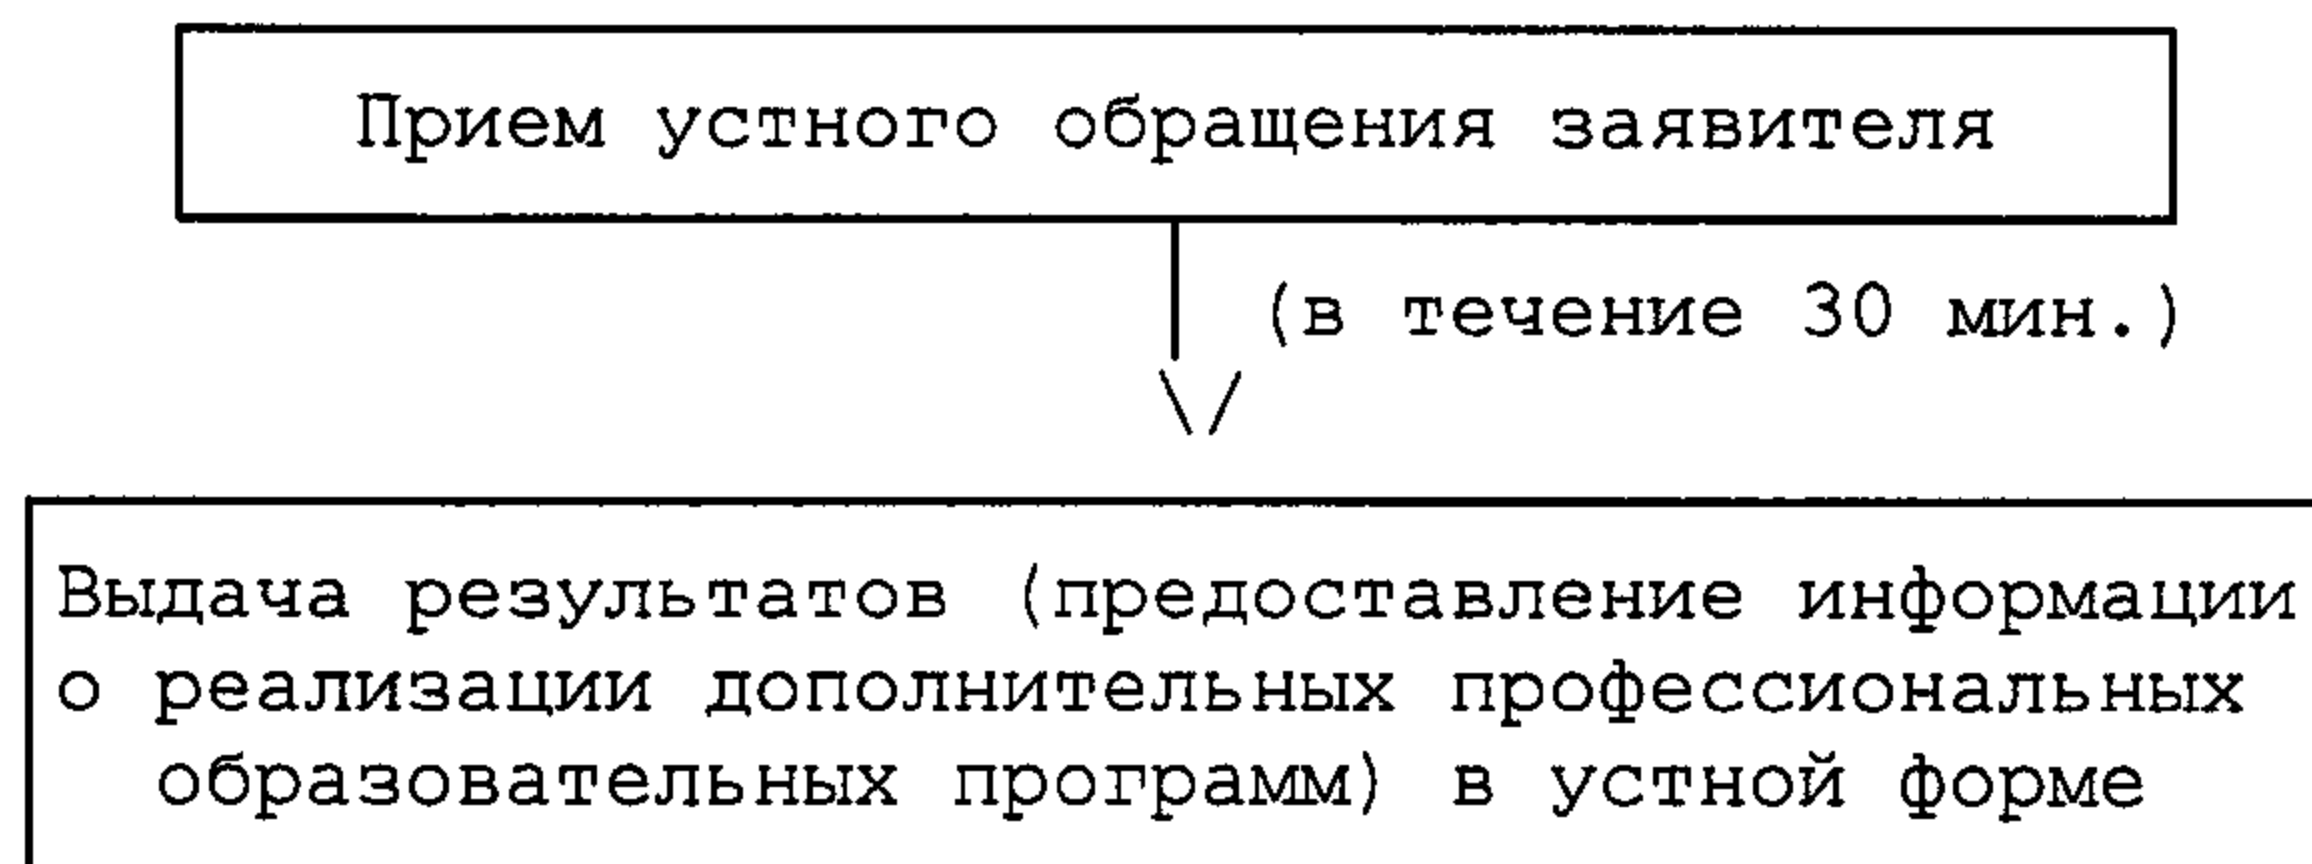 Прием устного обращения заявителя
(в течение 30 мин.)
Выдача результатов (предоставление информации
о реализации дополнительных профессиональных
образовательных программ) в устной форме